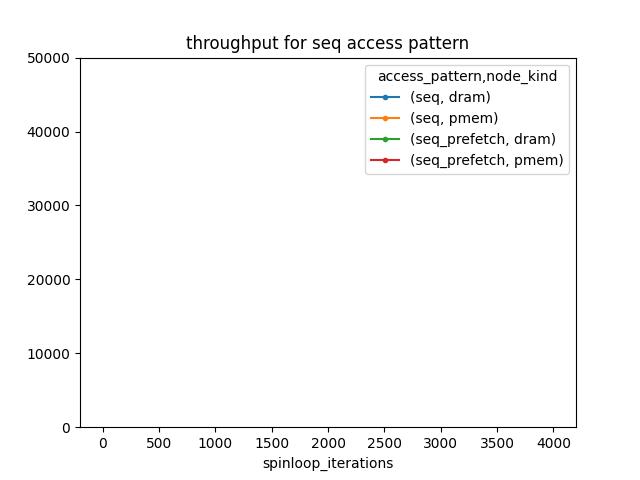 throughput for seq access pattern
50000
40000
30000
20000
10000
0
access_pattern,node_kind
(seq, dram)
(seq, pmem)
(seq_prefetch, dram)
(seq_prefetch, pmem)
0 500 1000 1500 2000 2500 3000 3500 4000
spinloop_iterations